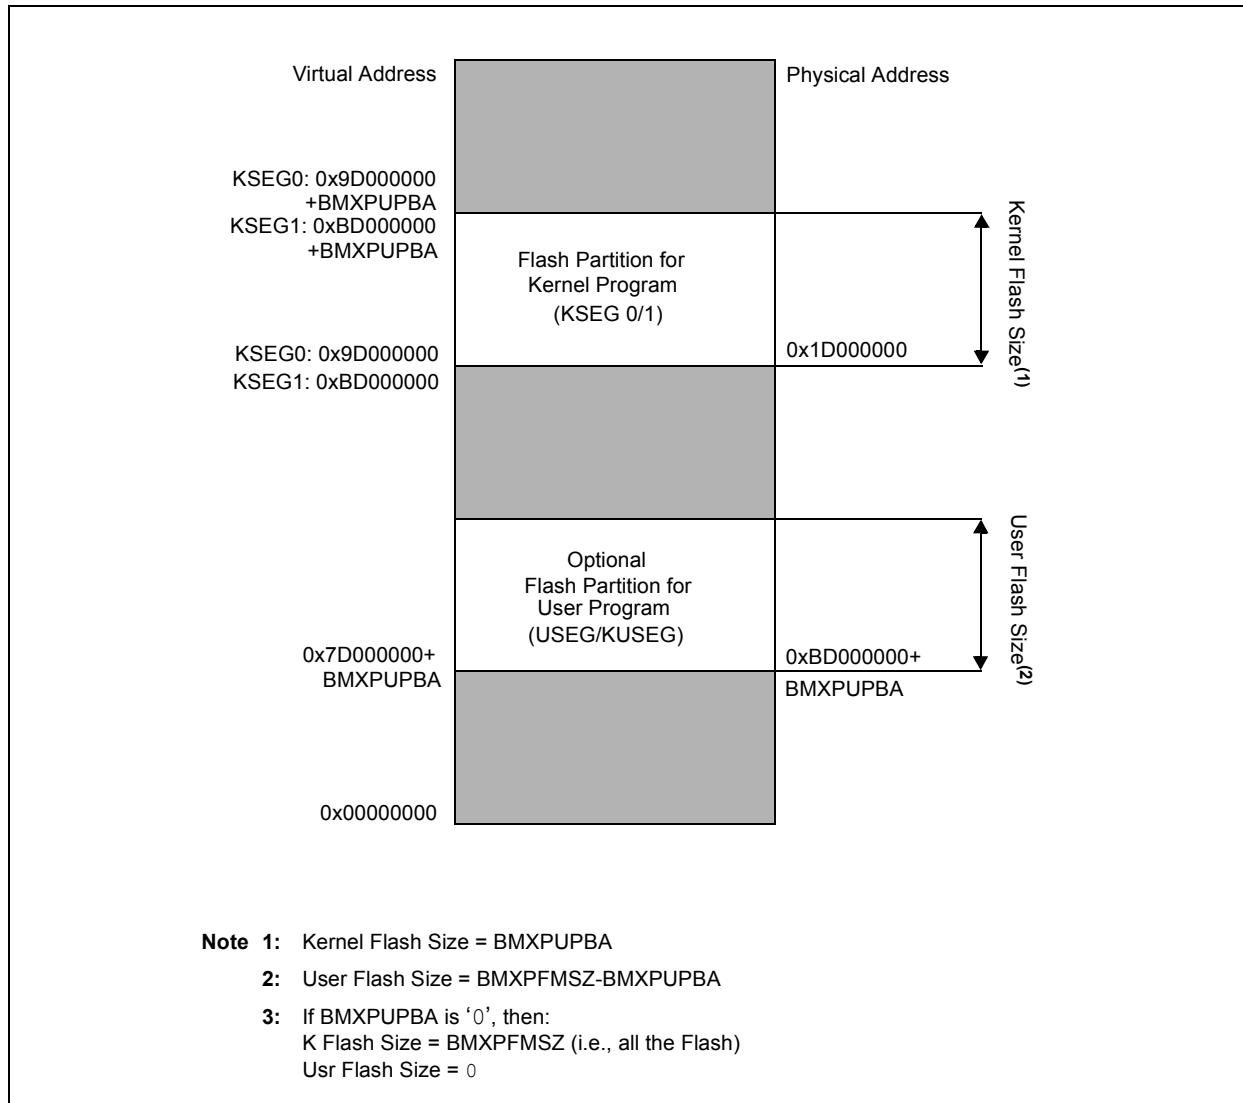 Virtual Address
Physical Address
KSEG0: 0x9D000000
+BMXPUPBA
KSEG1: 0xBD000000
+BMXPUPBA
Flash Partition for
Kernel Program
(KSEG 0/1)
Kernel Flash Size(1)
KSEG0: 0x9D000000
KSEG1: 0xBD000000
0x1D000000
Optional
Flash Partition for
User Program
(USEG/KUSEG)
User Flash Size(2)
0x7D000000+
BMXPUPBA
0xBD000000+
BMXPUPBA
0x00000000
Note 1: Kernel Flash Size = BMXPUPBA
2: User Flash Size = BMXPFMSZ-BMXPUPBA
3: If BMXPUPBA is ‘0’, then:
K Flash Size = BMXPFMSZ (i.e., all the Flash)
Usr Flash Size = 0